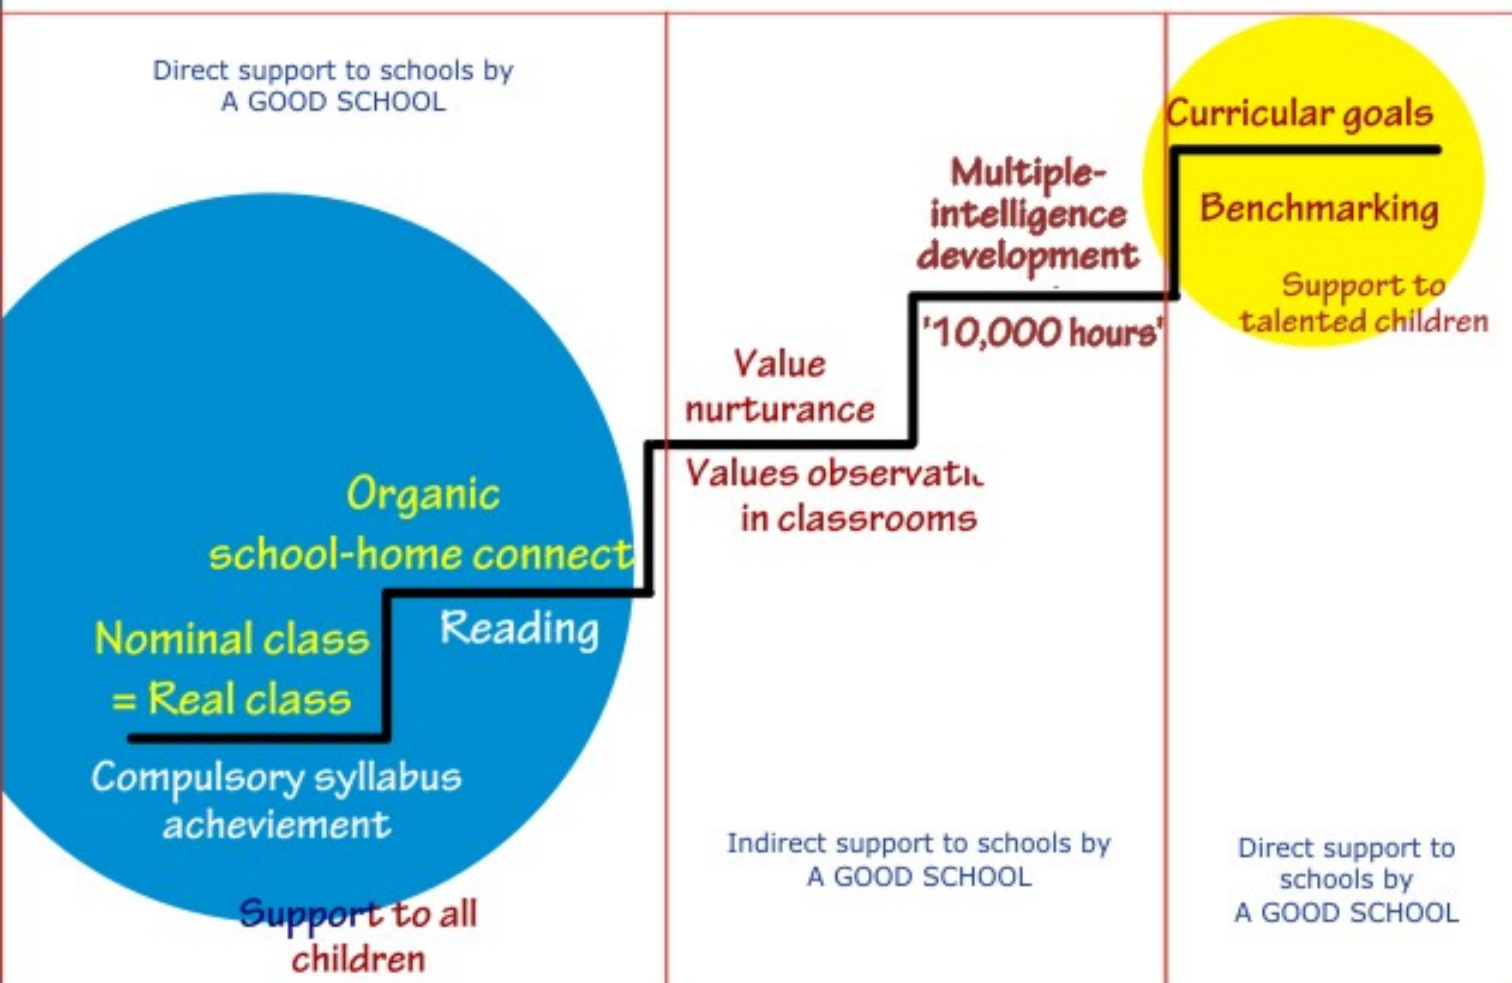 Direct support to schools by
A GOOD SCHOOL
Organic
school-home connect
Nominal class
= Real class
Reading
Compulsory syllabus
acheviement
Support to all
children
Value
nurturance
Values
in classrooms
Multiple-
intelligence
development
'10,000 hours'
Indirect support to schools by
A GOOD SCHOOL
Curricular goals
Benchmarking
Support to
talented children
Direct support to
schools by
A GOOD SCHOOL